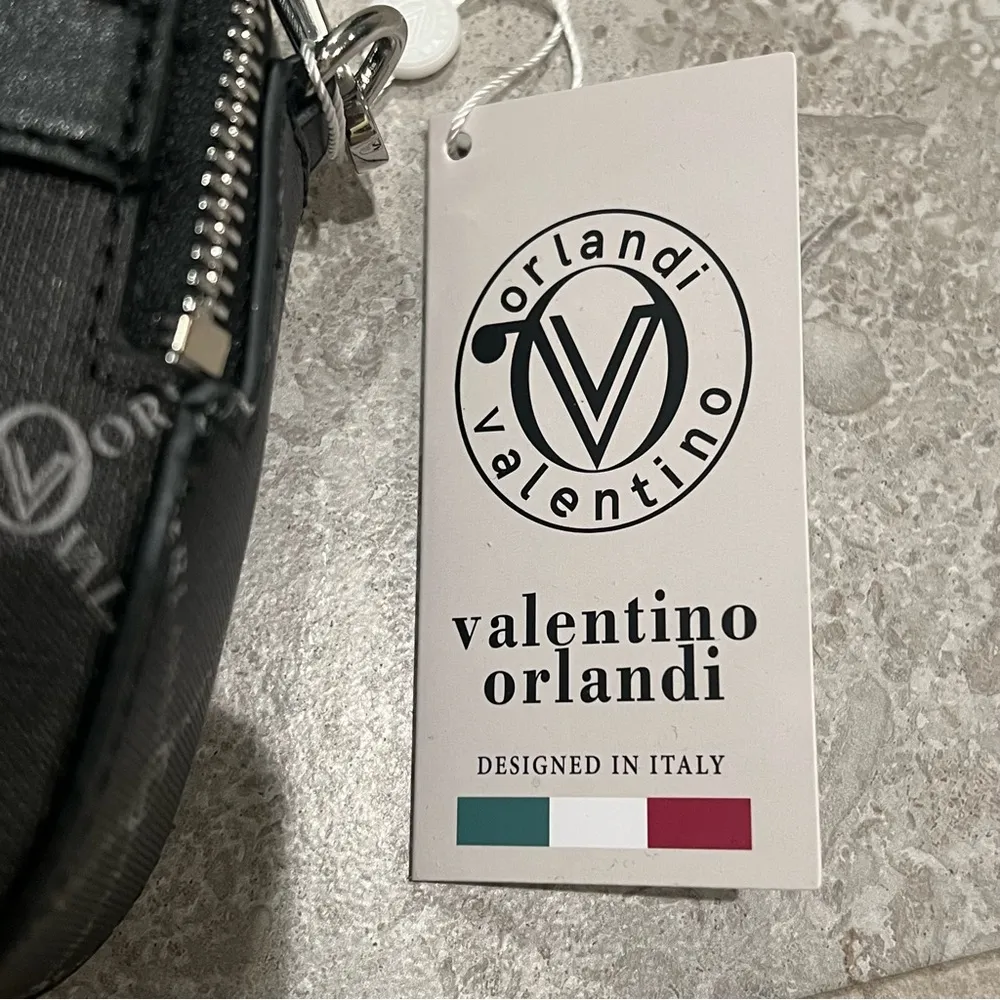 orlandi
valentino
valentino
orlandi
DESIGNED IN ITALY